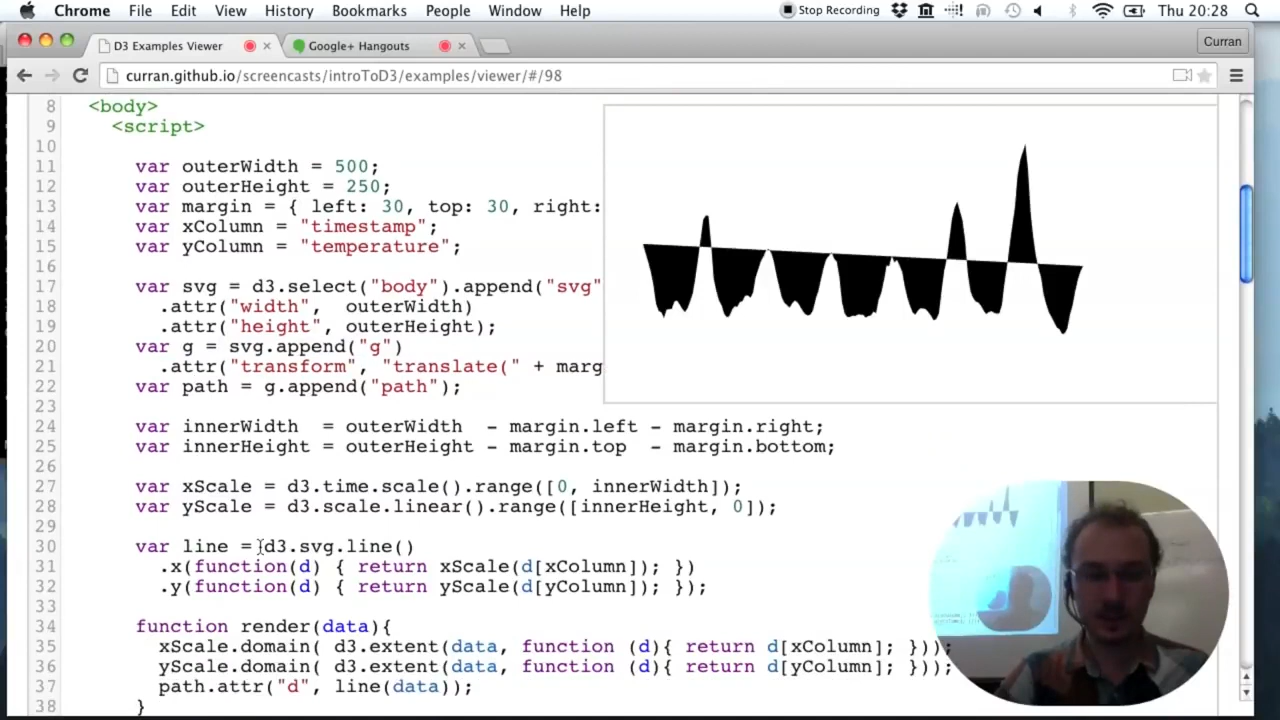 Chrome File Edit View History Bookmarks People Window Help Stop Recording Thu 20:28
D3 Examples Viewer Google+ Hangouts Curran
curran.github.io/screencasts/introToD3/examples/viewer/#/98
8 <body>
9 <script>
10
11 var outerWidth = 500;
12 var outerHeight = 250;
13 var margin = { left: 30, top: 30, right:
14 var xColumn = "timestamp";
15 var yColumn = "temperature";
16
17 var svg = d3.select("body").append("svg"
18 .attr("width", outerWidth)
19 .attr("height", outerHeight);
20 var g = svg.append("g")
21 .attr("transform", "translate(" + marg
22 var path = g.append("path");
23
24 var innerWidth = outerWidth - margin.left - margin.right;
25 var innerHeight = outerHeight - margin.top - margin.bottom;
26
27 var xScale = d3.time.scale().range([0, innerWidth]);
28 var yScale = d3.scale.linear().range([innerHeight, 0]);
29
30 var line = d3.svg.line()
31 .x(function(d) { return xScale(d[xColumn]); })
32 .y(function(d) { return yScale(d[yColumn]); });
33
34 function render(data){
35 xScale.domain( d3.extent(data, function (d){ return d[xColumn]; }));
36 yScale.domain( d3.extent(data, function (d){ return d[yColumn]; }));
37 path.attr("d", line(data));
38 }